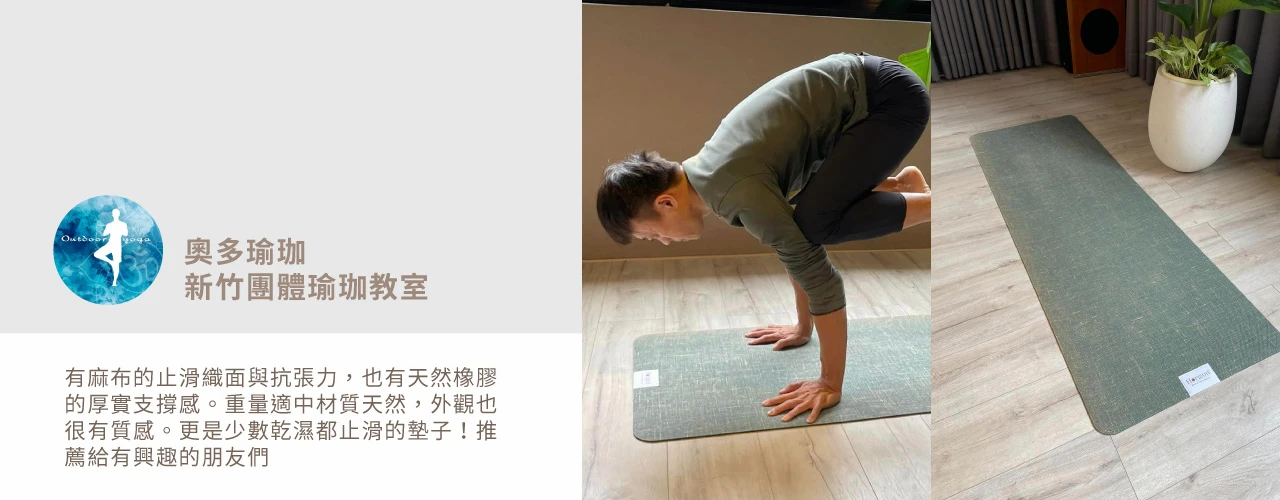 Outdoor Yoga
奧多瑜珈
新竹團體瑜珈教室
有麻布的止滑織面與抗張力，也有天然橡膠
的厚實支撐感。重量適中材質天然，外觀也
很有質感。更是少數乾濕都止滑的墊子！推
薦給有興趣的朋友們